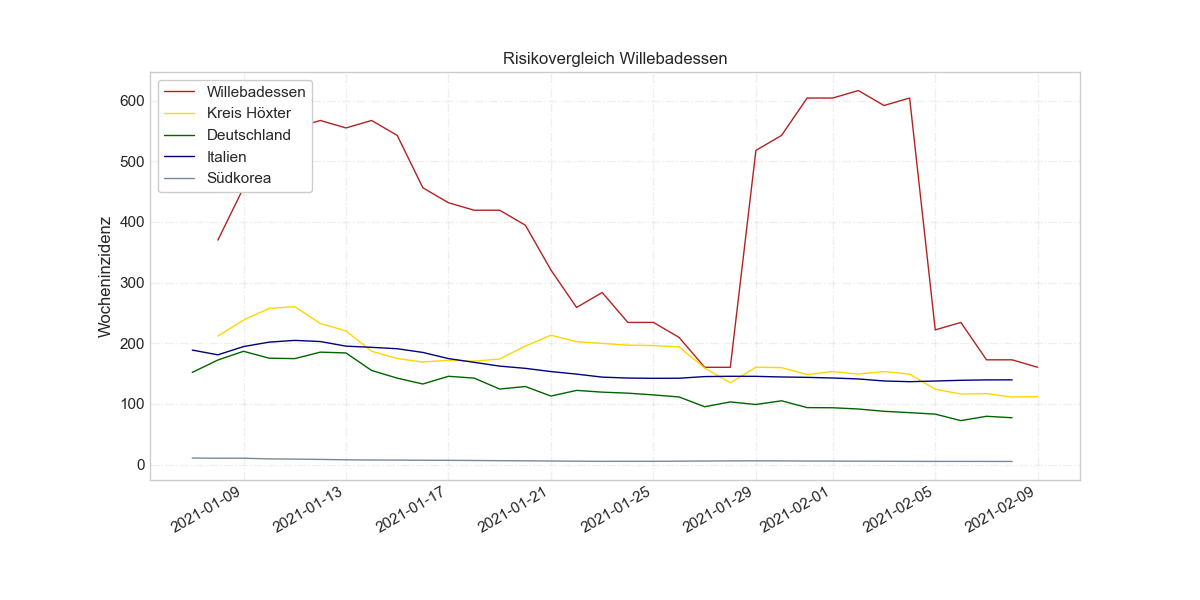 Risikovergleich Willebadessen
Willebadessen
Kreis Höxter
Deutschland
Italien
Südkorea
Wocheninzidenz
600
500
400
300
200
100
0
2021-01-09
2021-01-13
2021-01-17
2021-01-21
2021-01-25
2021-01-29
2021-02-01
2021-02-05
2021-02-09